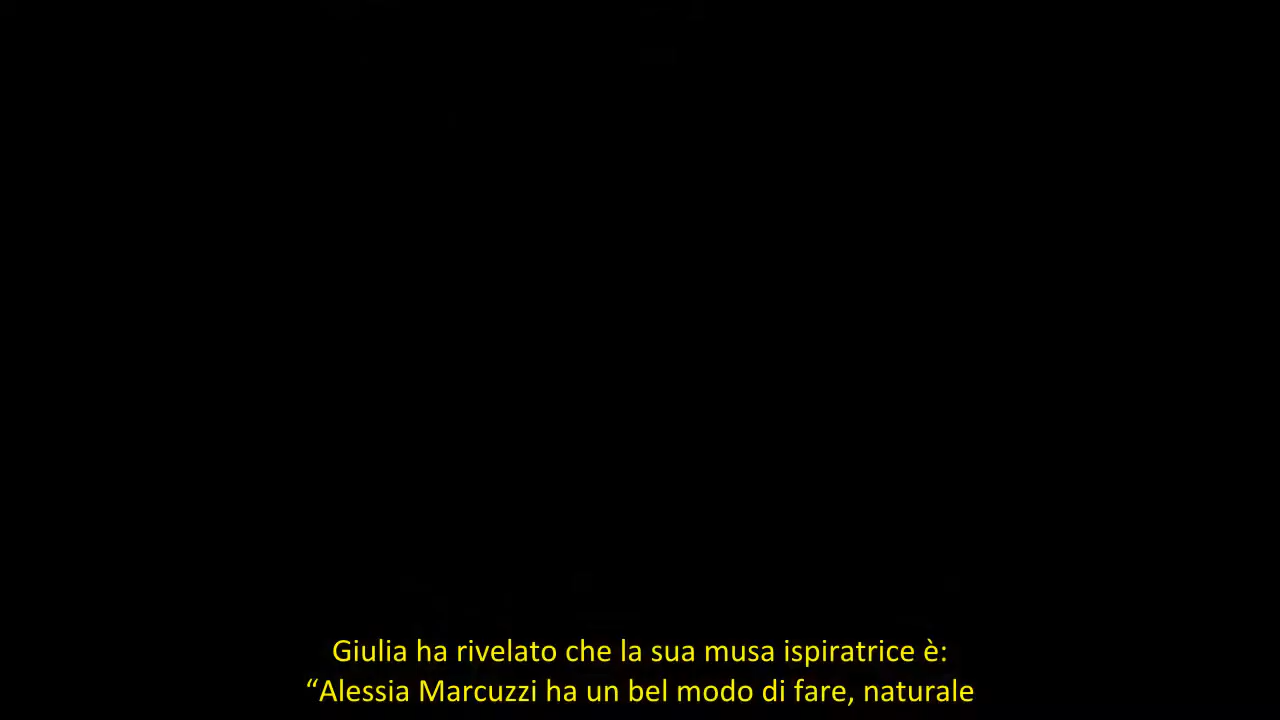 Giulia ha rivelato che la sua musa ispiratrice è:
“Alessia Marcuzzi ha un bel modo di fare, naturale